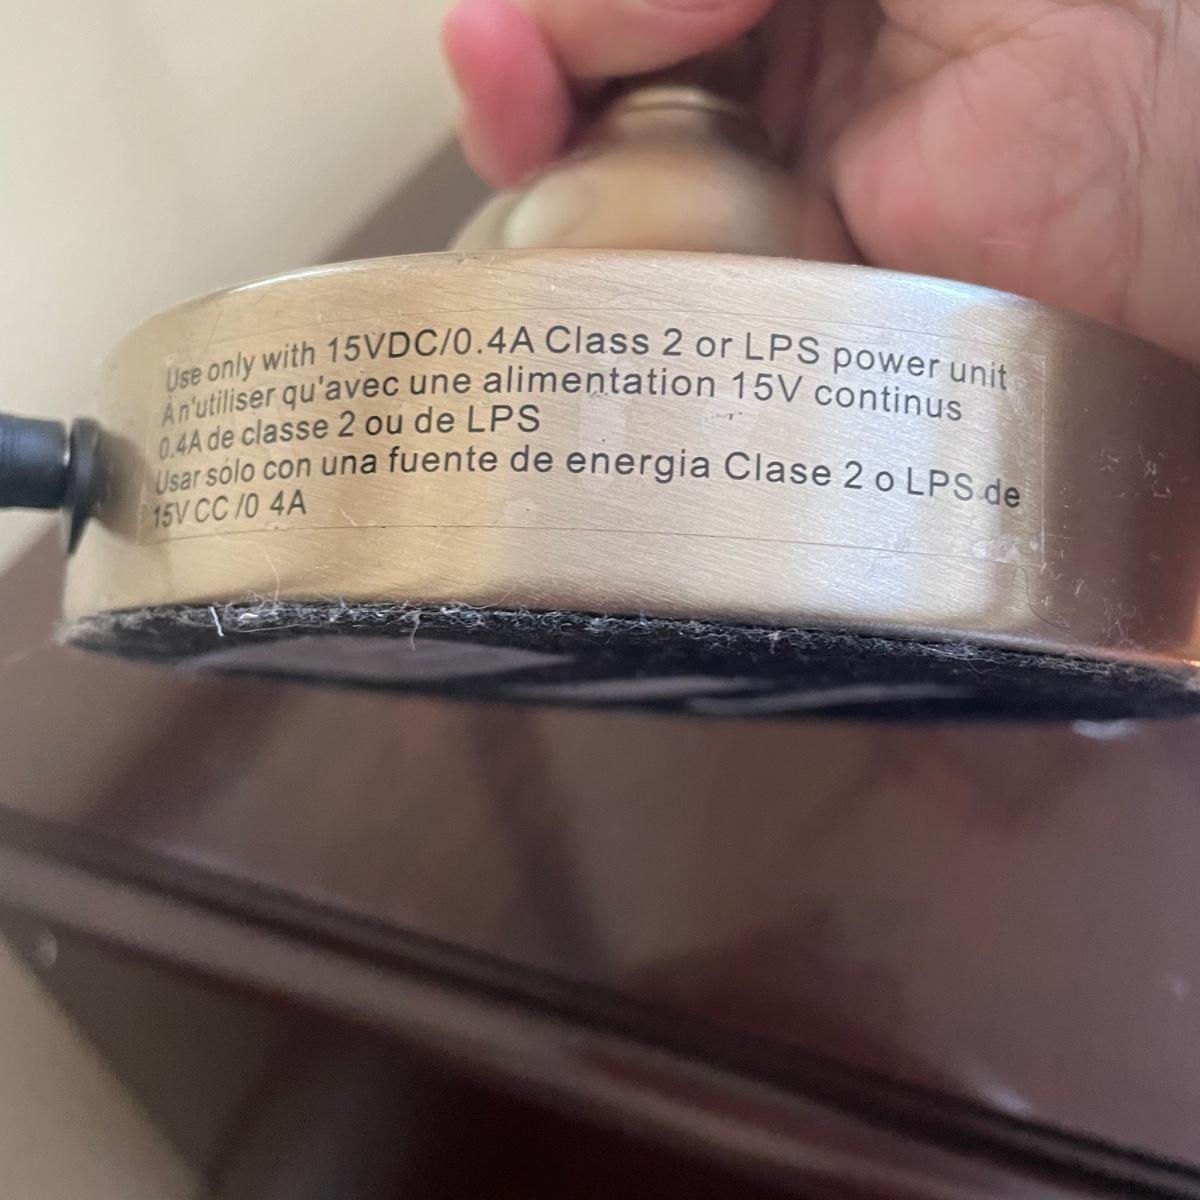 Use only with 15VDC/0.4A Class 2 or LPS power unit
À n'utiliser qu'avec une alimentation 15V continus
0.4A de classe 2 ou de LPS
Usar sólo con una fuente de energia Clase 2 o LPS de
15V CC /0 4A